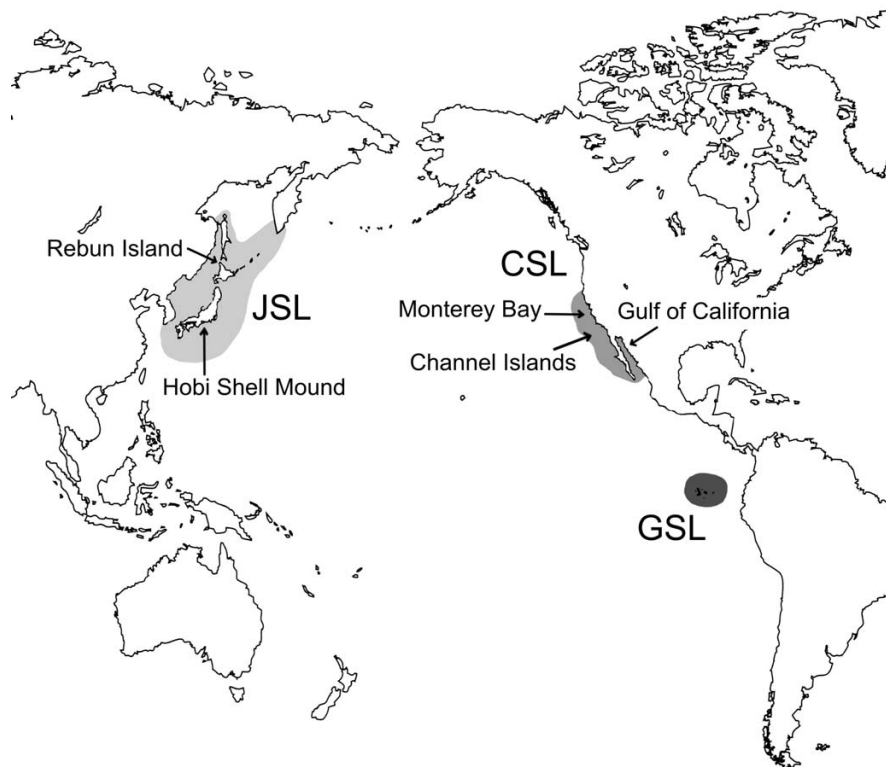 Rebun Island
JSL
Hobi Shell Mound
CSL
Monterey Bay
Gulf of California
Channel Islands
GSL